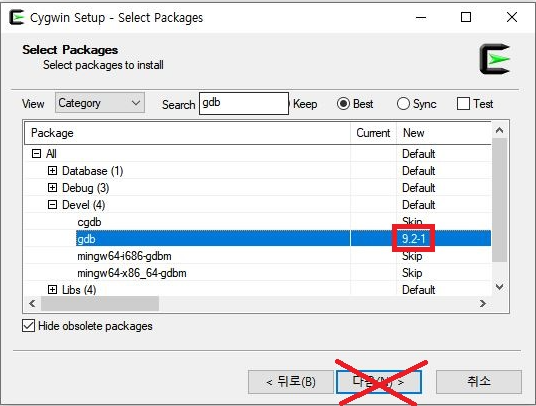 Cygwin Setup - Select Packages
Select Packages
Select packages to install
View Category Search gdb Keep Best Sync Test
Package Current New
All Default
Database (1) Default
Debug (3) Default
Devel (4) Default
cgdb Skip
gdb 9.2-1
mingw64-i686-gdbm Skip
mingw64-x86_64-gdbm Skip
Libs (4) Default
Hide obsolete packages
< 뒤로(B) 다음(N) > 취소